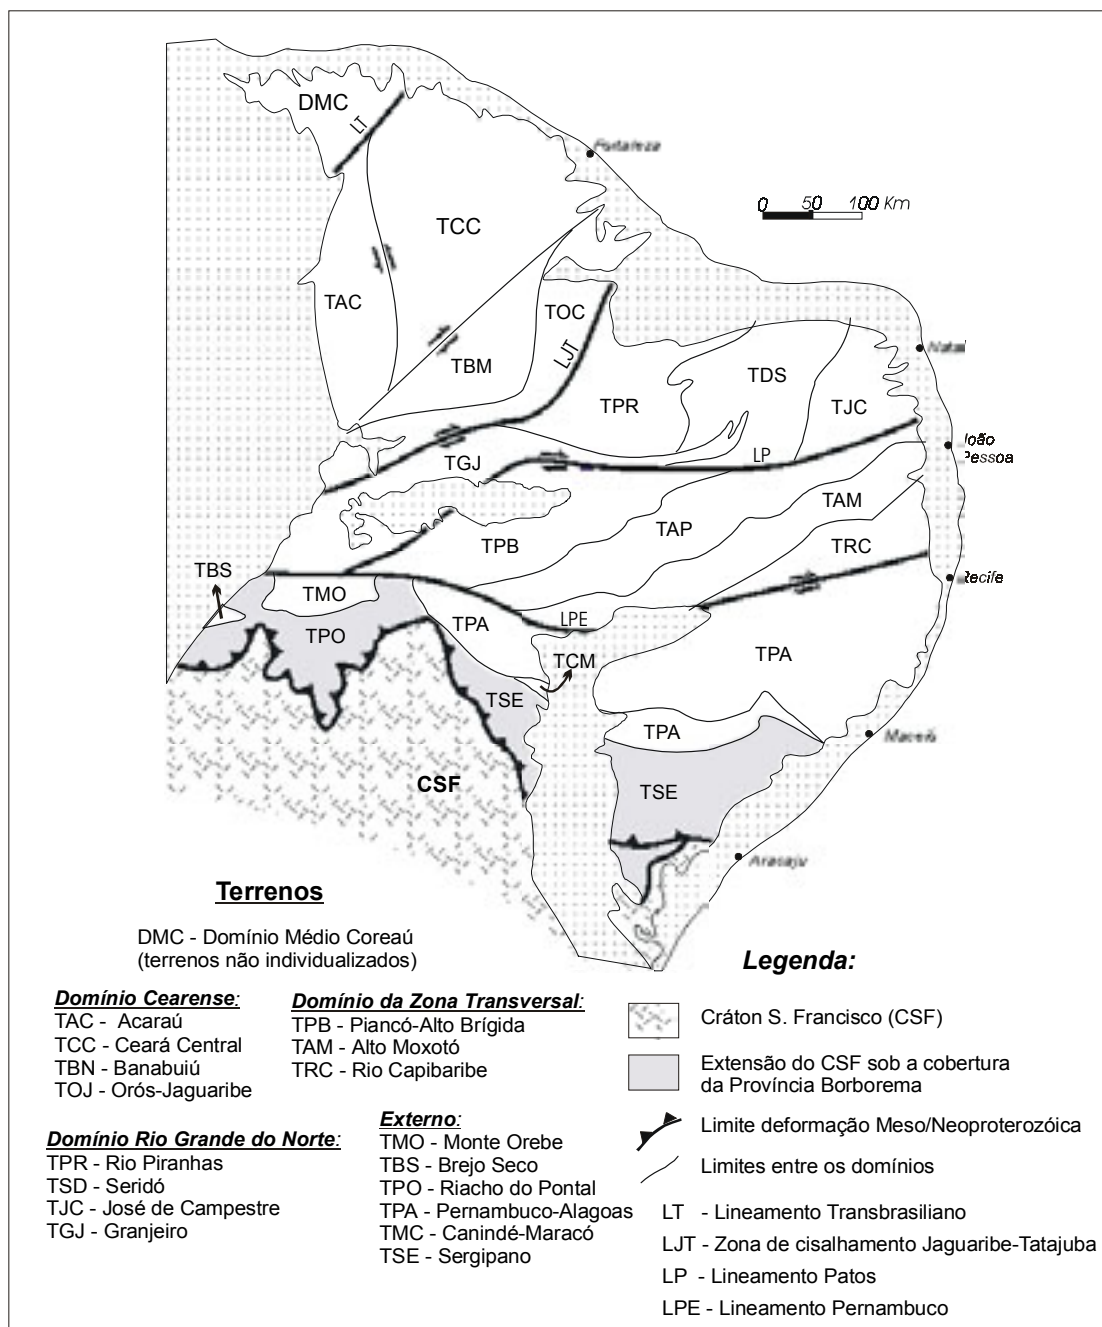 DMC
LT
Fortaleza
0 50 100 Km
TCC
TAC
TOC
LJT
TBM
TDS
Natal
TPR
TJC
LP
João
Pessoa
TGJ
TAM
TAP
TPB
TRC
TBS
Recife
TMO
LPE
TPA
TPO
TCM
TPA
TSE
TPA
Maceió
CSF
TSE
Aracaju
Terrenos
DMC - Domínio Médio Coreaú
(terrenos não individualizados)
Domínio Cearense:
TAC - Acaraú
TCC - Ceará Central
TBN - Banabuiú
TOJ - Orós-Jaguaribe
Domínio da Zona Transversal:
TPB - Piancó-Alto Brígida
TAM - Alto Moxotó
TRC - Rio Capibaribe
Domínio Rio Grande do Norte:
TPR - Rio Piranhas
TSD - Seridó
TJC - José de Campestre
TGJ - Granjeiro
Externo:
TMO - Monte Orebe
TBS - Brejo Seco
TPO - Riacho do Pontal
TPA - Pernambuco-Alagoas
TMC - Canindé-Maracó
TSE - Sergipano
Legenda:
Cráton S. Francisco (CSF)
Extensão do CSF sob a cobertura
da Província Borborema
Limite deformação Meso/Neoproterozóica
Limites entre os domínios
LT - Lineamento Transbrasiliano
LJT - Zona de cisalhamento Jaguaribe-Tatajuba
LP - Lineamento Patos
LPE - Lineamento Pernambuco